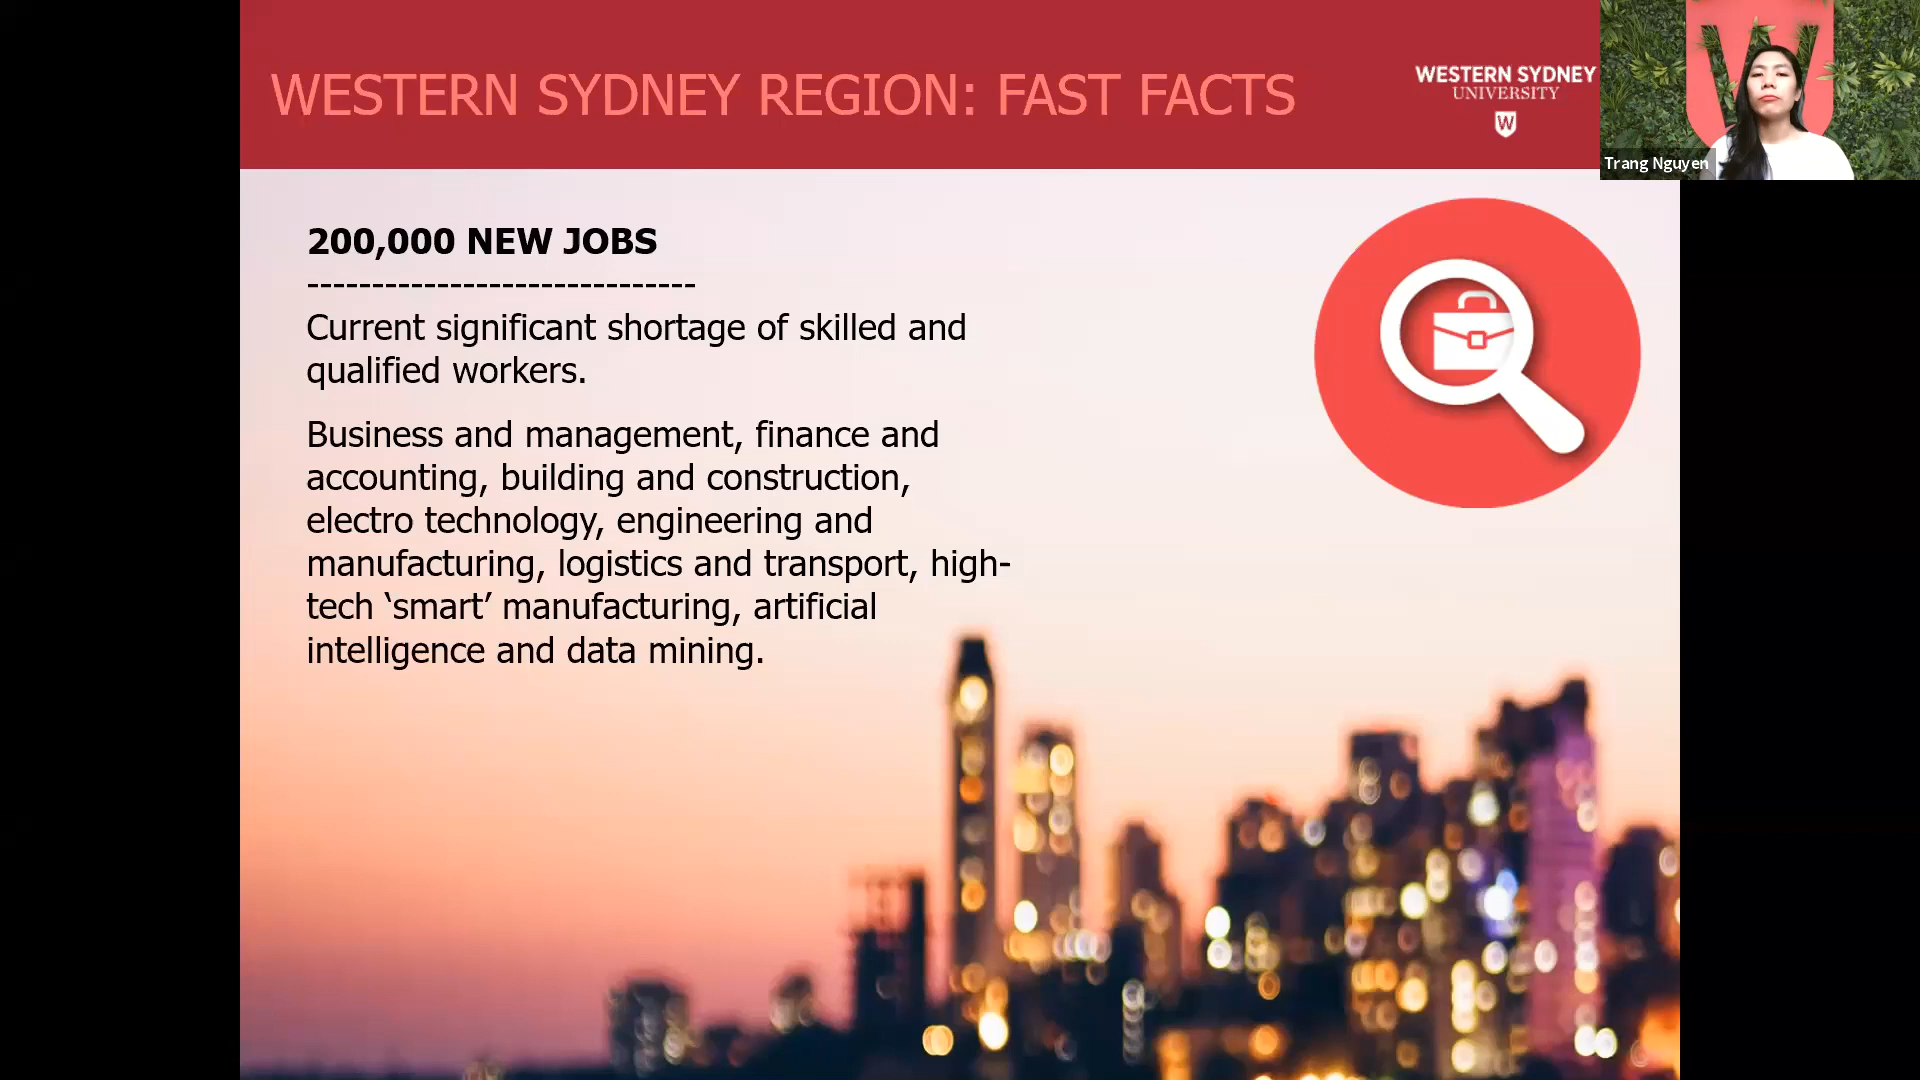 WESTERN SYDNEY REGION: FAST FACTS
WESTERN SYDNEY
UNIVERSITY
W
W
Trang Nguyen
200,000 NEW JOBS
------------------------------
Current significant shortage of skilled and
qualified workers.
Business and management, finance and
accounting, building and construction,
electro technology, engineering and
manufacturing, logistics and transport, high-
tech ‘smart’ manufacturing, artificial
intelligence and data mining.